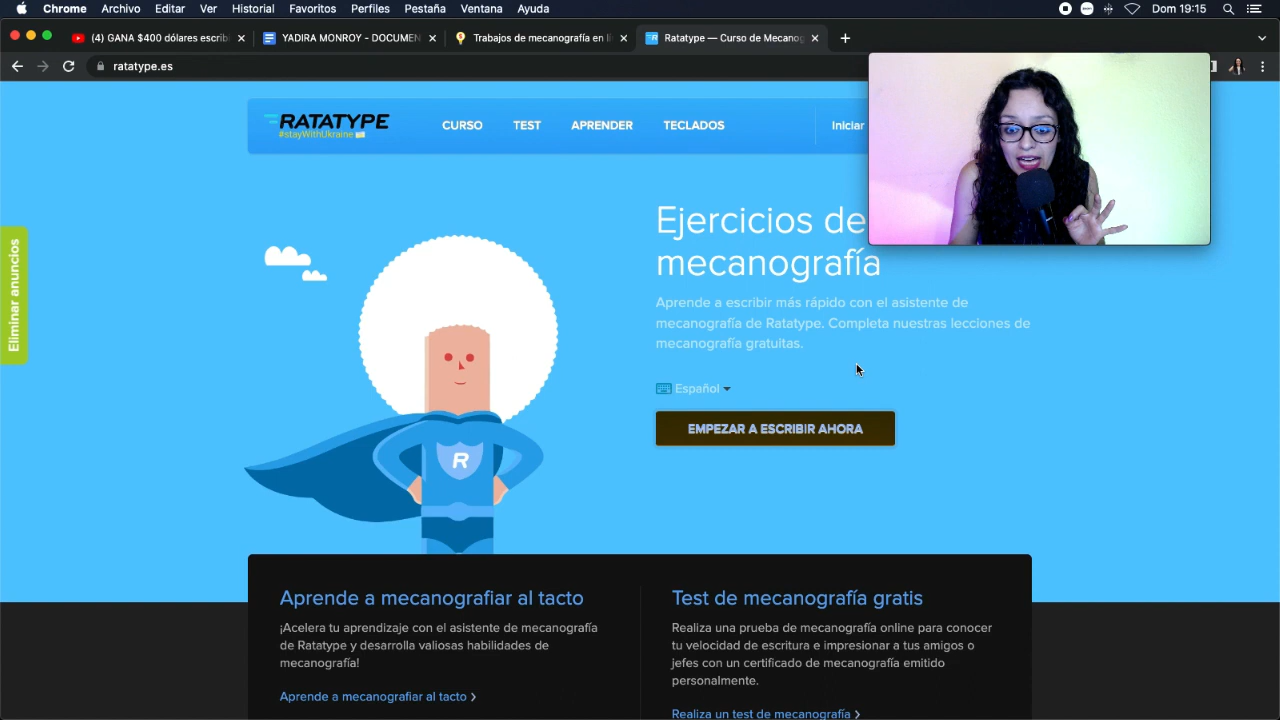 Chrome Archivo Editar Ver Historial Favoritos Perfiles Pestaña Ventana Ayuda Dom 19:15
(4) GANA $400 dólares escrib
YADIRA MONROY - DOCUMEN
Trabajos de mecanografía en lí
Ratatype — Curso de Mecanog
ratatype.es
RATATYPE
#stayWithUkraine
CURSO TEST APRENDER TECLADOS Iniciar
Eliminar anuncios
Ejercicios de
mecanografía
Aprende a escribir más rápido con el asistente de
mecanografía de Ratatype. Completa nuestras lecciones de
mecanografía gratuitas.
Español
EMPEZAR A ESCRIBIR AHORA
R
Aprende a mecanografiar al tacto
¡Acelera tu aprendizaje con el asistente de mecanografía
de Ratatype y desarrolla valiosas habilidades de
mecanografía!
Aprende a mecanografiar al tacto
Test de mecanografía gratis
Realiza una prueba de mecanografía online para conocer
tu velocidad de escritura e impresionar a tus amigos o
jefes con un certificado de mecanografía emitido
personalmente.
Realiza un test de mecanografía